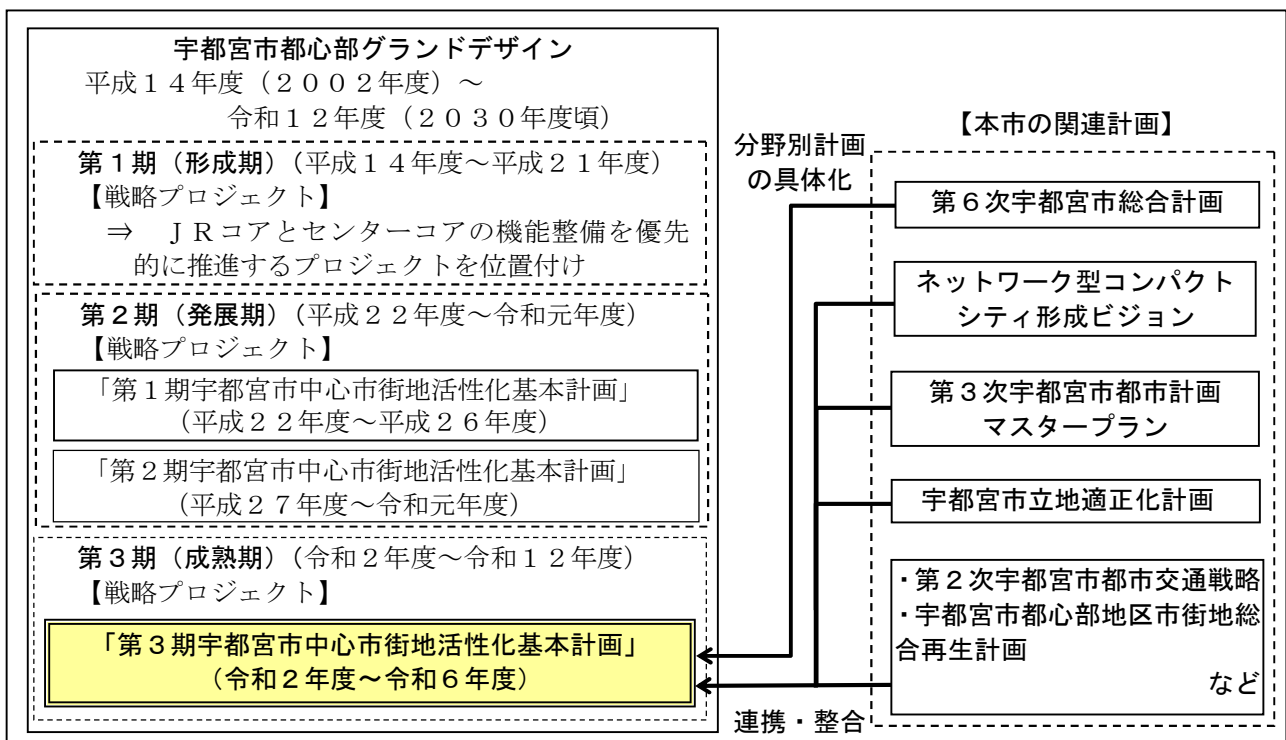 宇都宮市都心部グランドデザイン
平成14年度（2002年度）～
令和12年度（2030年度頃）
第1期（形成期）（平成14年度～平成21年度）
【戦略プロジェクト】
⇒　JRコアとセンターコアの機能整備を優先
的に推進するプロジェクトを位置付け
第2期（発展期）（平成22年度～令和元年度）
【戦略プロジェクト】
「第1期宇都宮市中心市街地活性化基本計画」
（平成22年度～平成26年度）
「第2期宇都宮市中心市街地活性化基本計画」
（平成27年度～令和元年度）
第3期（成熟期）（令和2年度～令和12年度）
【戦略プロジェクト】
「第3期宇都宮市中心市街地活性化基本計画」
（令和2年度～令和6年度）
分野別計画
の具体化
連携・整合
【本市の関連計画】
第6次宇都宮市総合計画
ネットワーク型コンパクト
シティ形成ビジョン
第3次宇都宮市都市計画
マスタープラン
宇都宮市立地適正化計画
・第2次宇都宮市都市交通戦略
・宇都宮市都心部地区市街地総
合再生計画
など